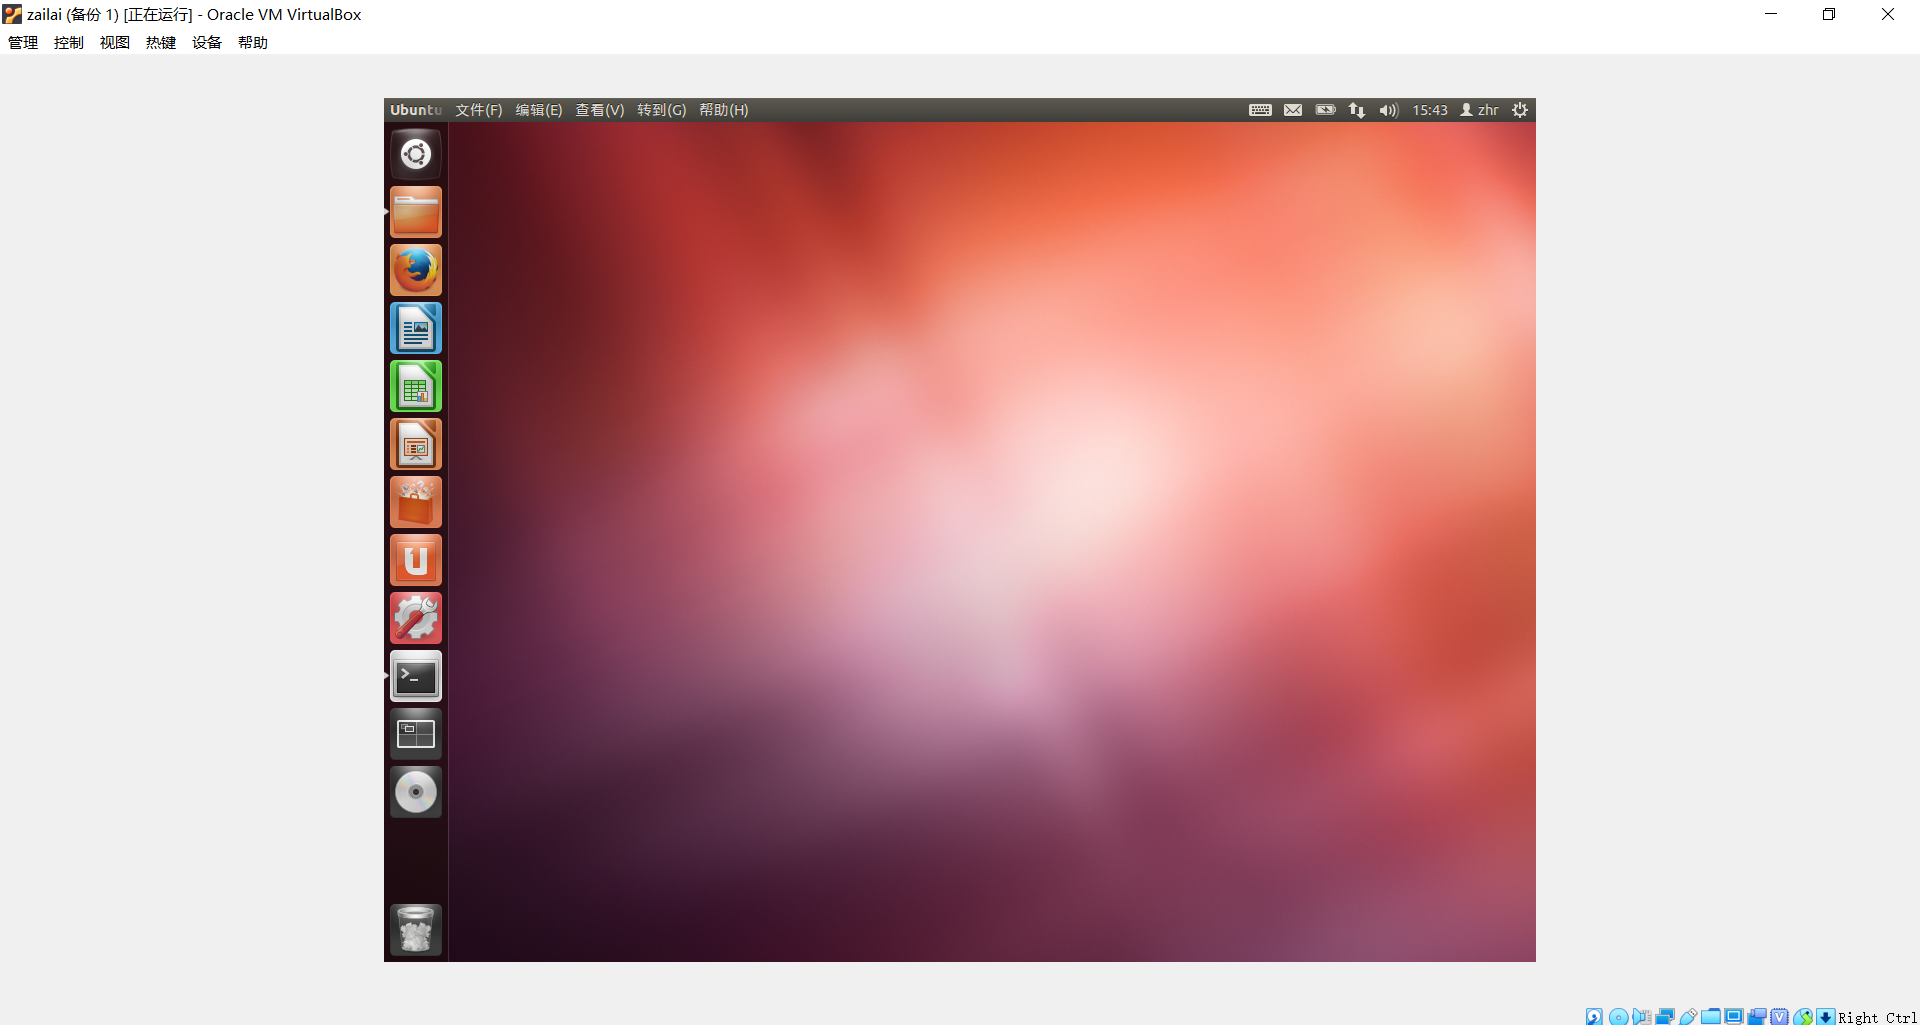 zailai (备份 1) [正在运行] - Oracle VM VirtualBox
管理 控制 视图 热键 设备 帮助
Ubuntu 文件(F) 编辑(E) 查看(V) 转到(G) 帮助(H) 15:43 zhr
Right Ctrl